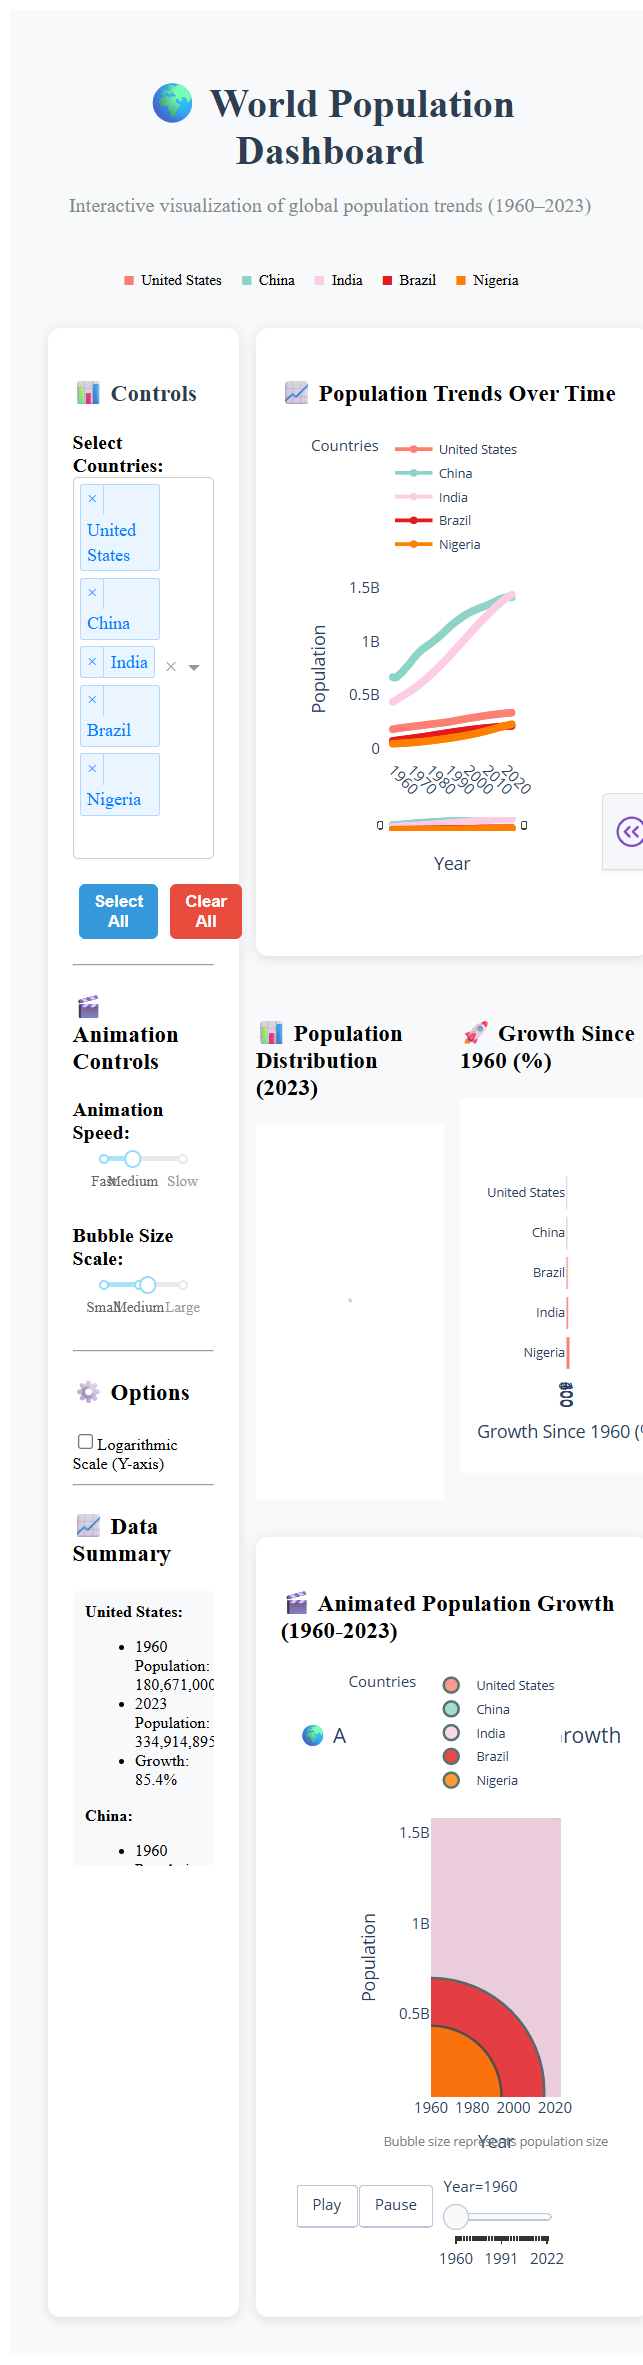 World Population
Dashboard
Interactive visualization of global population trends (1960–2023)
United States China India Brazil Nigeria
Controls
Select
Countries:
×
United
States
×
China
× India
×
Brazil
×
Nigeria
×
Select
All
Clear
All
Animation
Controls
Animation
Speed:
Fast Medium Slow
Bubble Size
Scale:
Small Medium Large
Options
Logarithmic
Scale (Y-axis)
Data
Summary
United States:
• 1960
Population:
180,671,000
• 2023
Population:
334,914,895
• Growth:
85.4%
China:
• 1960
Population Trends Over Time
Countries
United States
China
India
Brazil
Nigeria
1.5B
1B
0.5B
0
Population
1960 1970 1980 1990 2000 2010 2020
Year
Population
Distribution
(2023)
Growth Since
1960 (%)
United States
China
Brazil
India
Nigeria
Growth Since 1960 (
Animated Population Growth
(1960-2023)
Countries
United States
China
India
Brazil
Nigeria
A
rowth
1.5B
1B
0.5B
Population
1960 1980 2000 2020
Year
Bubble size represents population size
Play Pause
Year=1960
1960 1991 2022